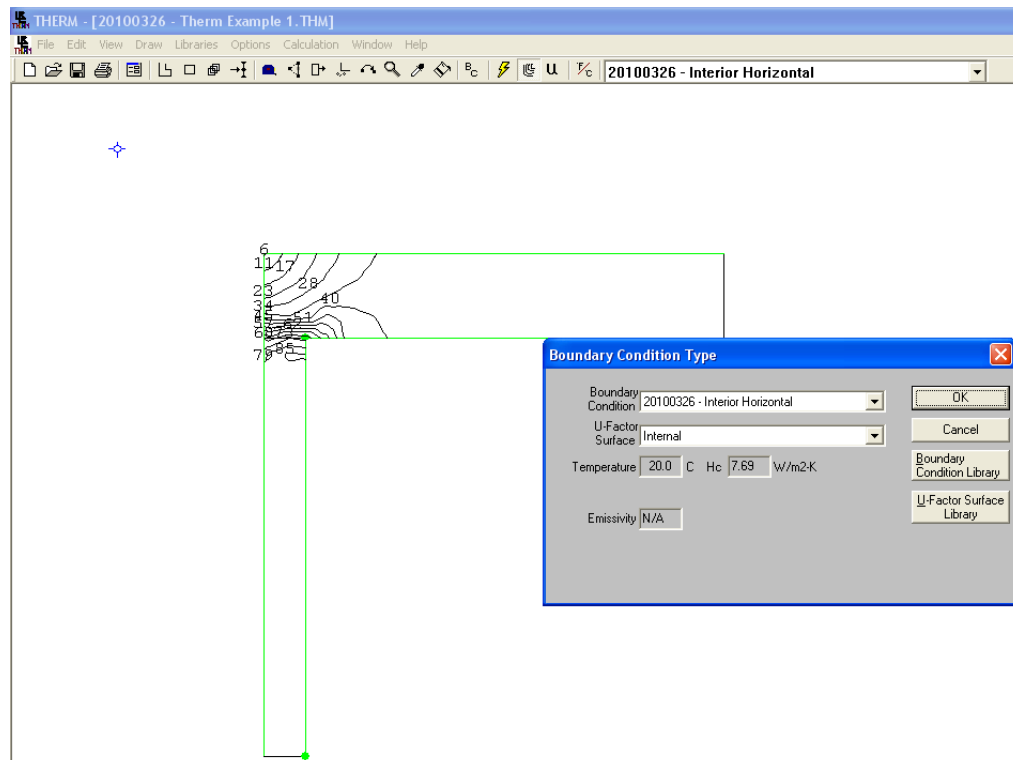 THERM - [20100326 - Therm Example 1.THM]
File Edit View Draw Libraries Options Calculation Window Help
BC U F/C 20100326 - Interior Horizontal
6
11 17
28
23
40
34
51
79 85
Boundary Condition Type
Boundary Condition 20100326 - Interior Horizontal OK
U-Factor Surface Internal Cancel
Temperature 20.0 C Hc 7.69 W/m2-K Boundary Condition Library
Emissivity N/A U-Factor Surface Library